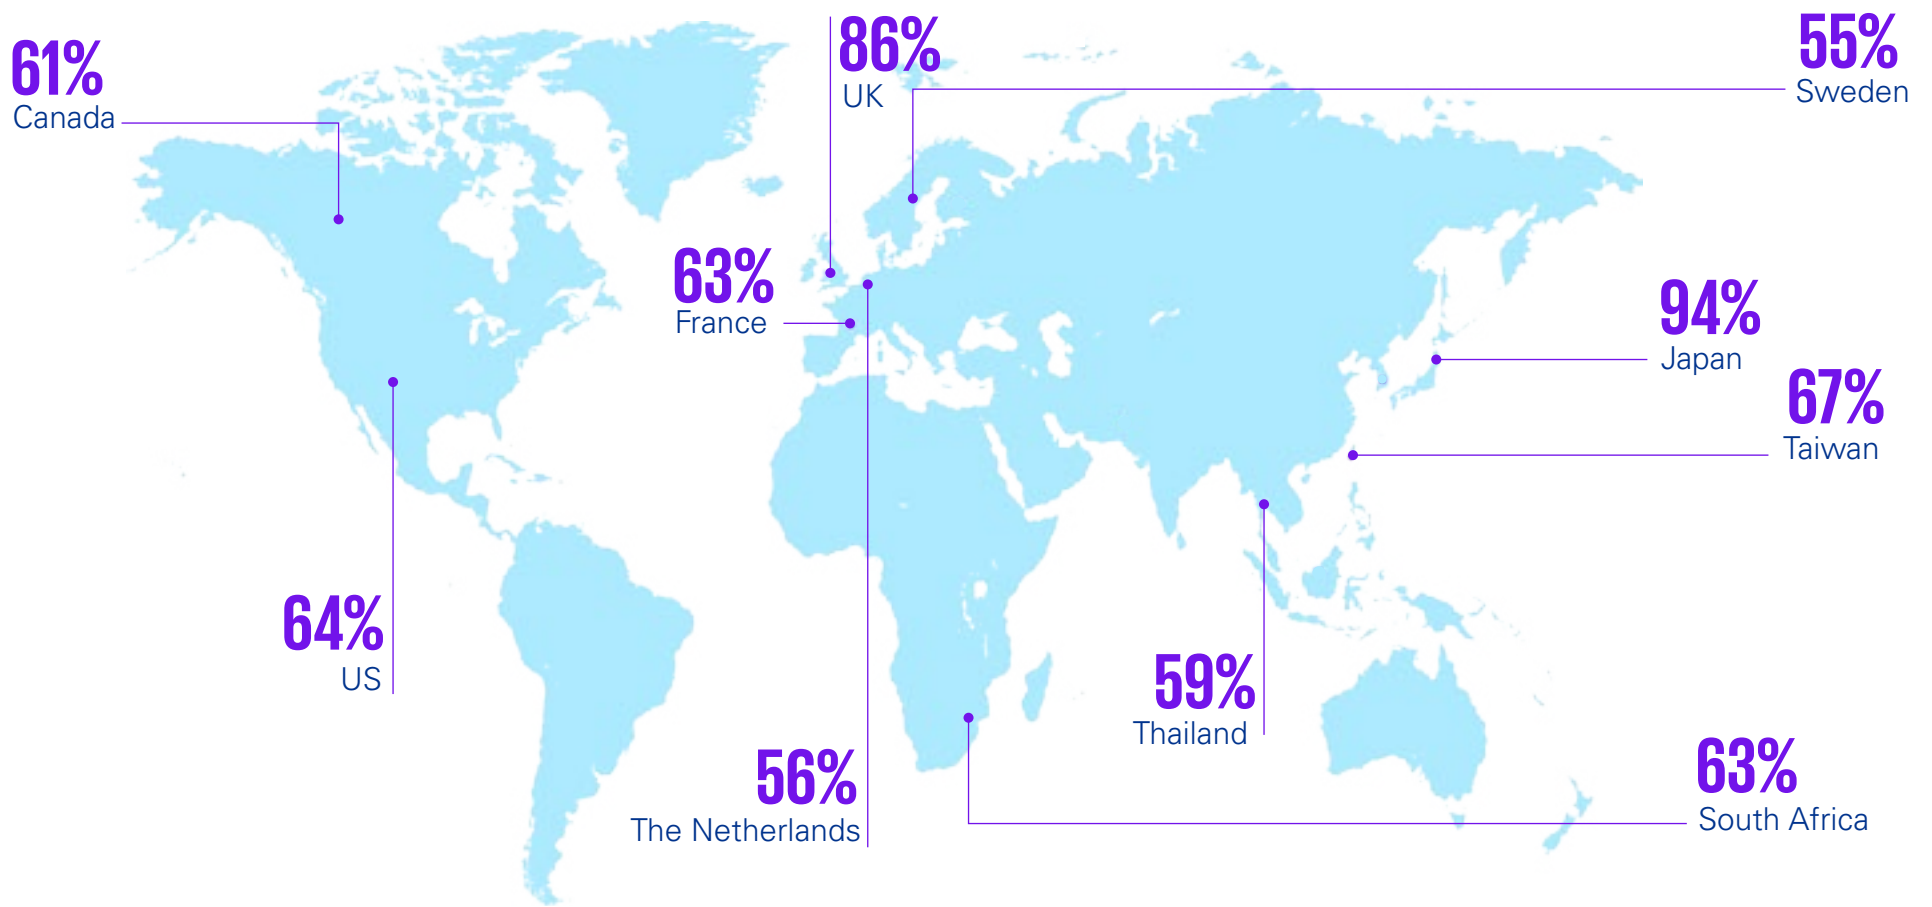 61%
Canada
86%
UK
55%
Sweden
63%
France
94%
Japan
67%
Taiwan
64%
US
59%
Thailand
56%
The Netherlands
63%
South Africa